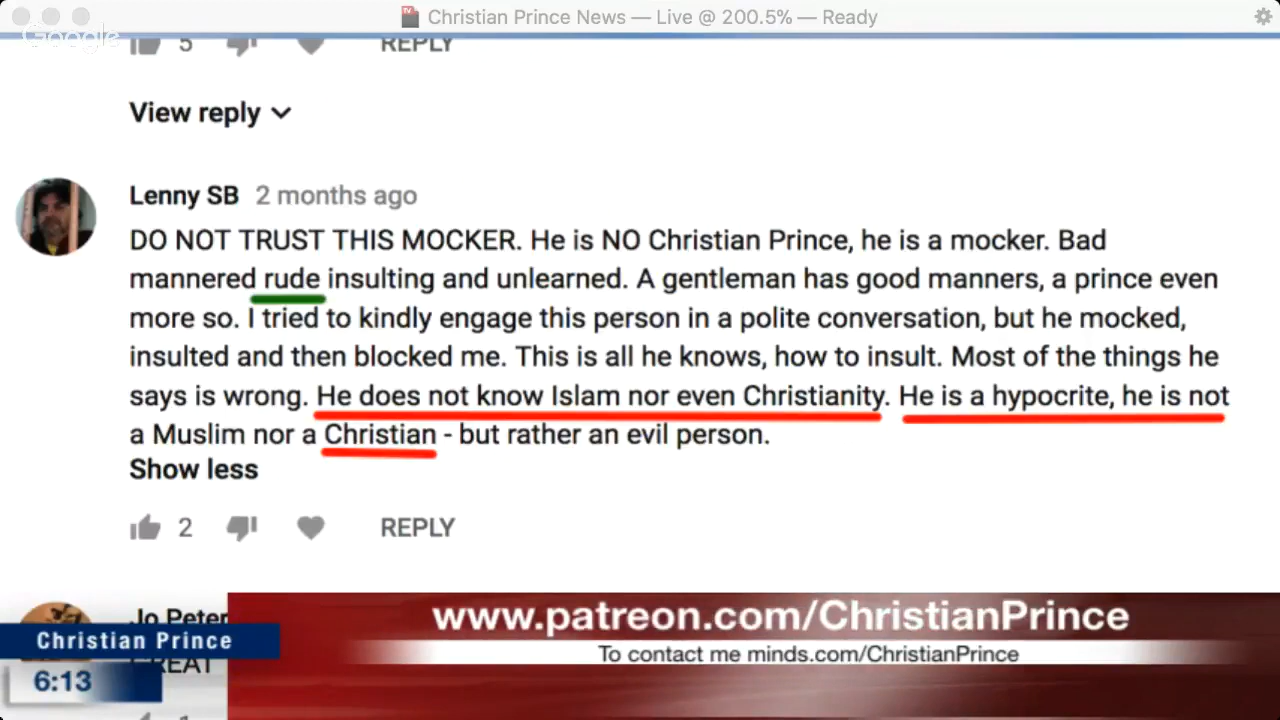 Christian Prince News — Live @ 200.5% — Ready
Google
5 REPLY
View reply
Lenny SB 2 months ago
DO NOT TRUST THIS MOCKER. He is NO Christian Prince, he is a mocker. Bad
mannered rude insulting and unlearned. A gentleman has good manners, a prince even
more so. I tried to kindly engage this person in a polite conversation, but he mocked,
insulted and then blocked me. This is all he knows, how to insult. Most of the things he
says is wrong. He does not know Islam nor even Christianity. He is a hypocrite, he is not
a Muslim nor a Christian - but rather an evil person.
Show less
2 REPLY
Jo Peter
GREAT
www.patreon.com/ChristianPrince
To contact me minds.com/ChristianPrince
Christian Prince
6:13